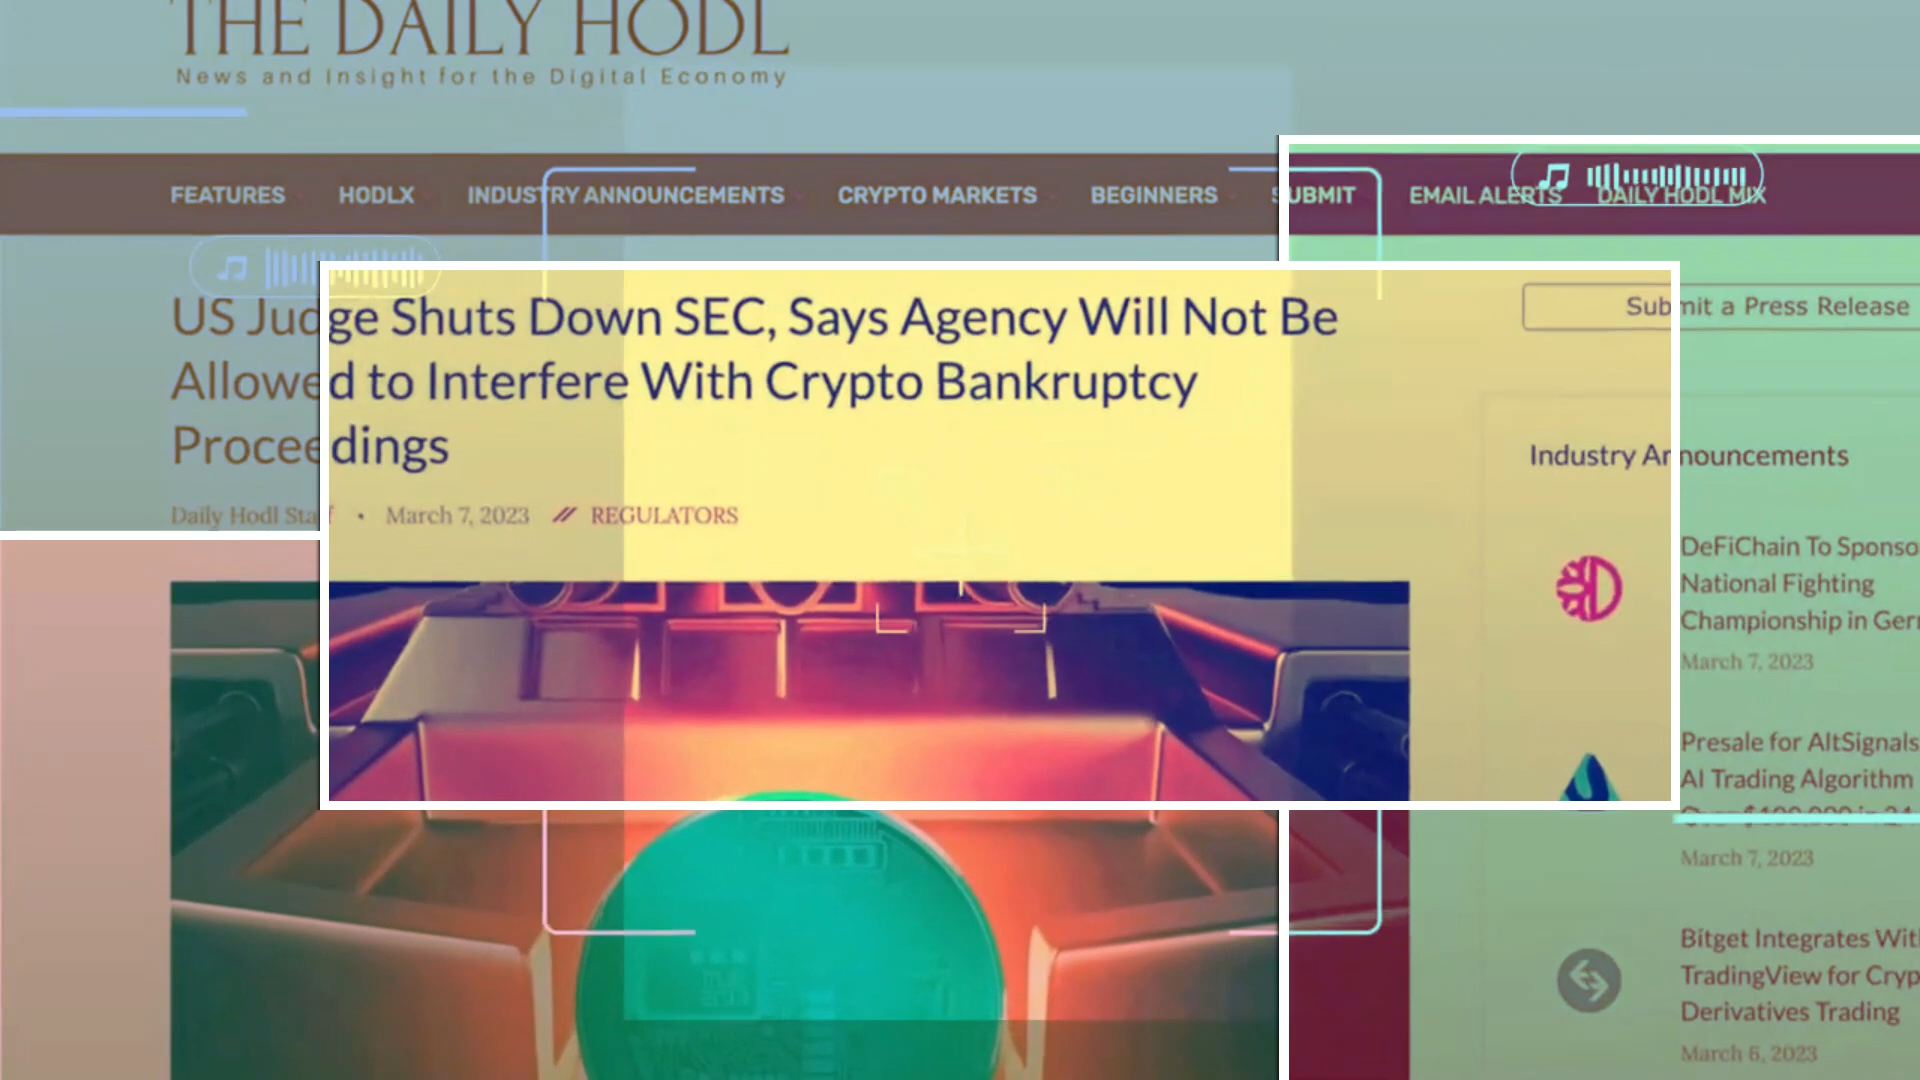 THE DAILY HODL
News and Insight for the Digital Economy
FEATURES HODLX INDUSTRY ANNOUNCEMENTS CRYPTO MARKETS BEGINNERS SUBMIT EMAIL ALERTS DAILY HODL MIX
US Judge Shuts Down SEC, Says Agency Will Not Be
Allowed to Interfere With Crypto Bankruptcy
Proceedings
Daily Hodl Staff • March 7, 2023 // REGULATORS
Submit a Press Release
Industry Announcements
DeFiChain To Sponso
National Fighting
Championship in Ger
March 7, 2023
Presale for AltSignals
AI Trading Algorithm
March 7, 2023
Bitget Integrates Wit
TradingView for Cryp
Derivatives Trading
March 6, 2023